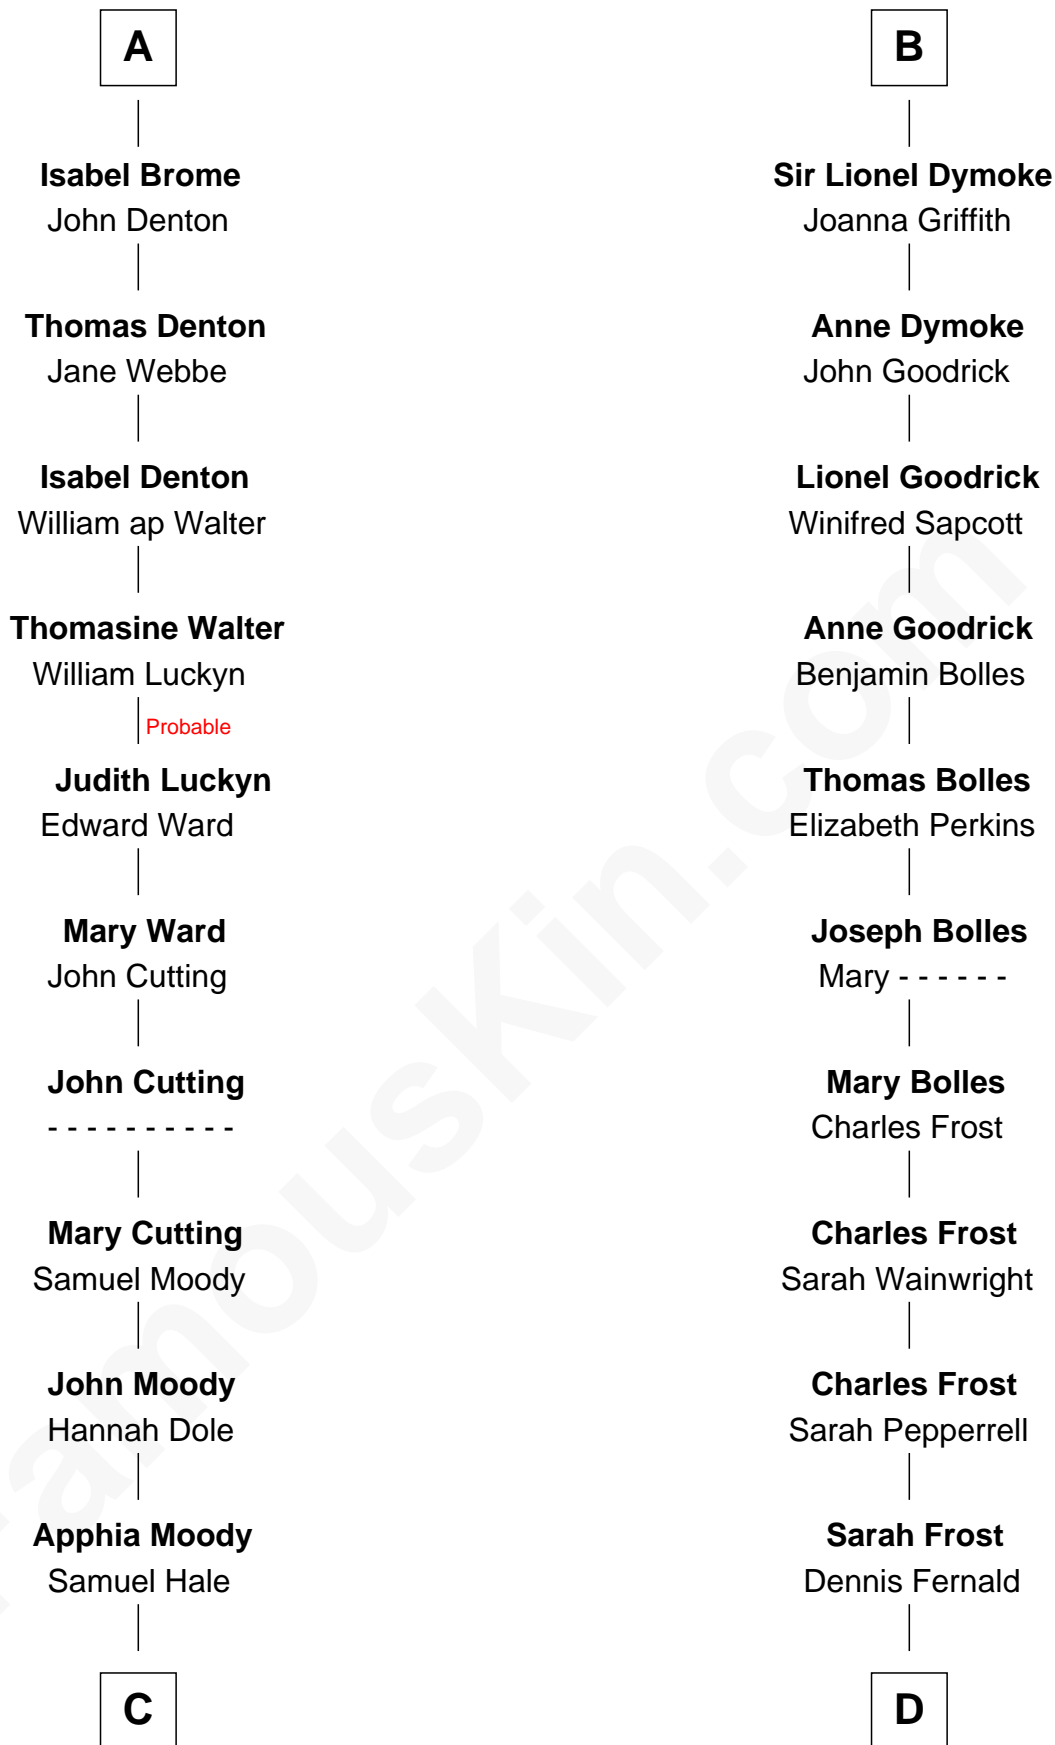 A
Isabel Brome
John Denton
Thomas Denton
Jane Webbe
Isabel Denton
William ap Walter
Thomasine Walter
William Luckyn
Probable
Judith Luckyn
Edward Ward
Mary Ward
John Cutting
John Cutting
- - - - - - - - - -
Mary Cutting
Samuel Moody
John Moody
Hannah Dole
Apphia Moody
Samuel Hale
C
B
Sir Lionel Dymoke
Joanna Griffith
Anne Dymoke
John Goodrick
Lionel Goodrick
Winifred Sapcott
Anne Goodrick
Benjamin Bolles
Thomas Bolles
Elizabeth Perkins
Joseph Bolles
Mary - - - - - -
Mary Bolles
Charles Frost
Charles Frost
Sarah Wainwright
Charles Frost
Sarah Pepperrell
Sarah Frost
Dennis Fernald
D
FamousKin.com